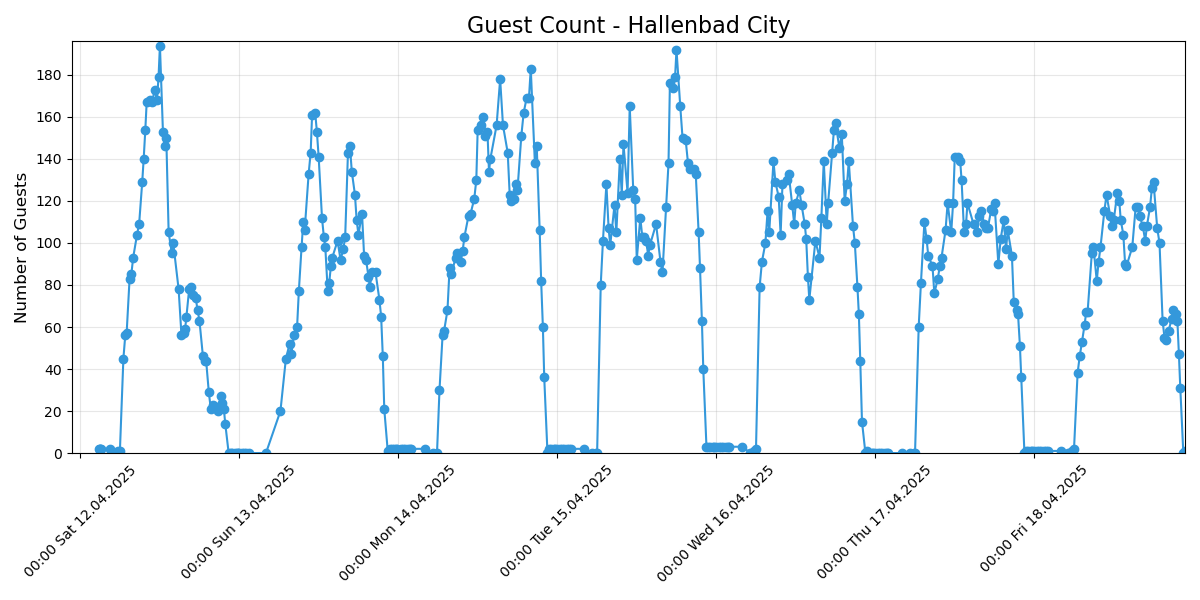 Guest Count - Hallenbad City
Number of Guests
180
160
140
120
100
80
60
40
20
0
00:00 Sat 12.04.2025
00:00 Sun 13.04.2025
00:00 Mon 14.04.2025
00:00 Tue 15.04.2025
00:00 Wed 16.04.2025
00:00 Thu 17.04.2025
00:00 Fri 18.04.2025